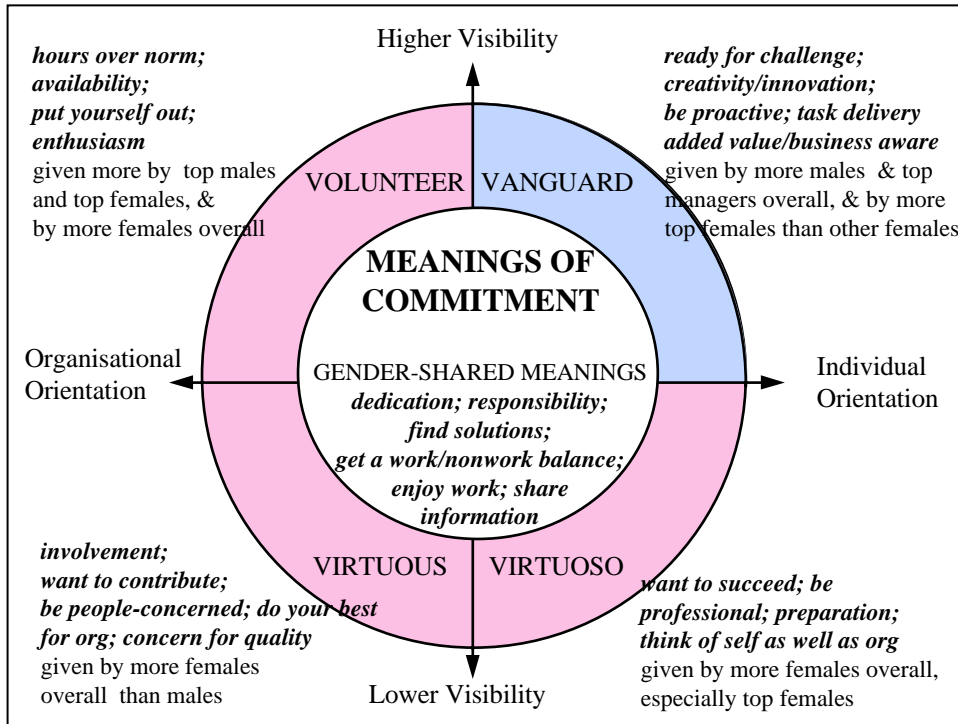 Higher Visibility
hours over norm;
availability;
put yourself out;
enthusiasm
given more by top males
and top females, &
by more females overall
ready for challenge;
creativity/innovation;
be proactive; task delivery
added value/business aware
given by more males & top
managers overall, & by more
top females than other females
VOLUNTEER
VANGUARD
MEANINGS OF
COMMITMENT
Organisational
Orientation
Individual
Orientation
GENDER-SHARED MEANINGS
dedication; responsibility;
find solutions;
get a work/nonwork balance;
enjoy work; share
information
VIRTUOUS
VIRTUOSO
involvement;
want to contribute;
be people-concerned; do your best
for org; concern for quality
given by more females
overall than males
want to succeed; be
professional; preparation;
think of self as well as org
given by more females overall,
especially top females
Lower Visibility